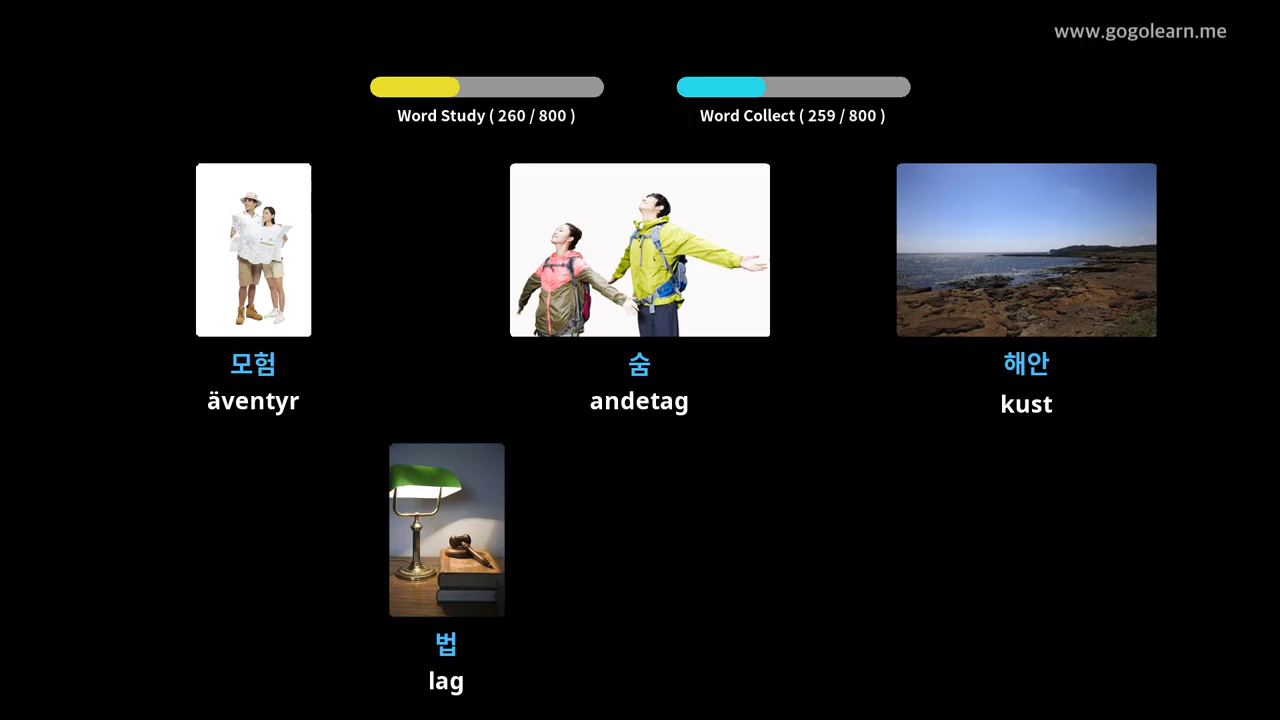 www.gogolearn.me
Word Study ( 260 / 800 )
Word Collect ( 259 / 800 )
모험
äventyr
숨
andetag
해안
kust
법
lag